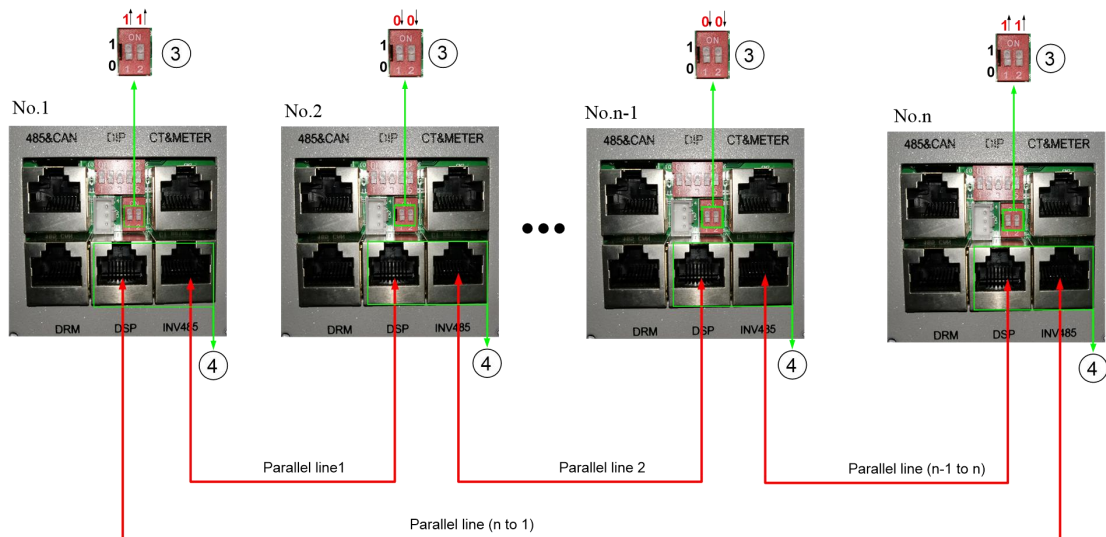 1 1
ON
1
0
1 2
3
0 0
ON
1
0
1 2
3
0 0
ON
1
0
1 2
3
1 1
ON
1
0
1 2
3
No.1
No.2
No.n-1
No.n
485&CAN DIP CT&METER
485&CAN DIP CT&METER
485&CAN DIP CT&METER
485&CAN DIP CT&METER
DRM DSP INV485
DRM DSP INV485
DRM DSP INV485
DRM DSP INV485
4
4
4
4
Parallel line1
Parallel line 2
Parallel line (n-1 to n)
Parallel line (n to 1)